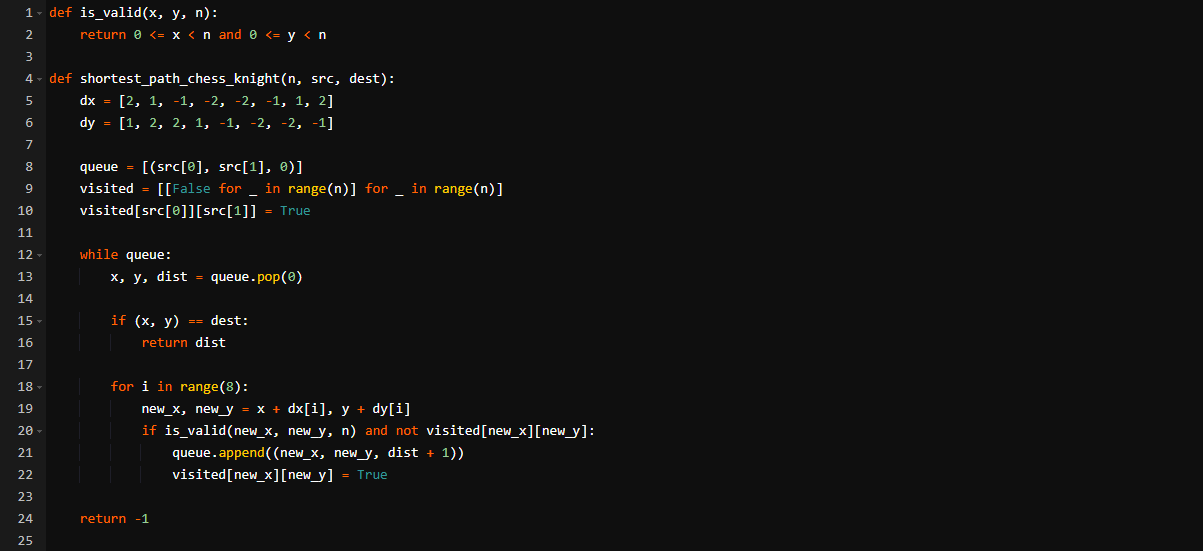 1 def is_valid(x, y, n):
2     return 0 <= x < n and 0 <= y < n
3
4 def shortest_path_chess_knight(n, src, dest):
5     dx = [2, 1, -1, -2, -2, -1, 1, 2]
6     dy = [1, 2, 2, 1, -1, -2, -2, -1]
7
8     queue = [(src[0], src[1], 0)]
9     visited = [[False for _ in range(n)] for _ in range(n)]
10     visited[src[0]][src[1]] = True
11
12     while queue:
13         x, y, dist = queue.pop(0)
14
15         if (x, y) == dest:
16             return dist
17
18         for i in range(8):
19             new_x, new_y = x + dx[i], y + dy[i]
20             if is_valid(new_x, new_y, n) and not visited[new_x][new_y]:
21                 queue.append((new_x, new_y, dist + 1))
22                 visited[new_x][new_y] = True
23
24     return -1
25